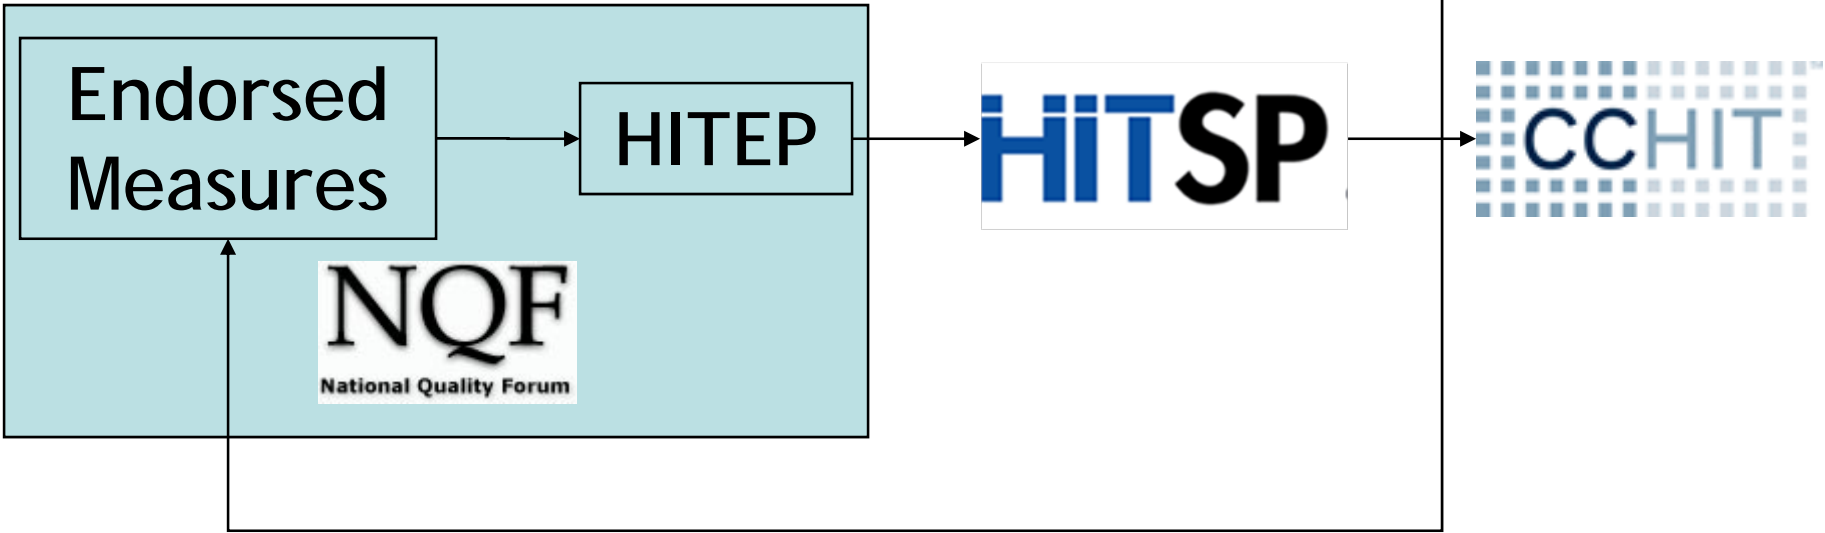 Endorsed
Measures
HITEP
HITSP
CCHIT
NQF
National Quality Forum